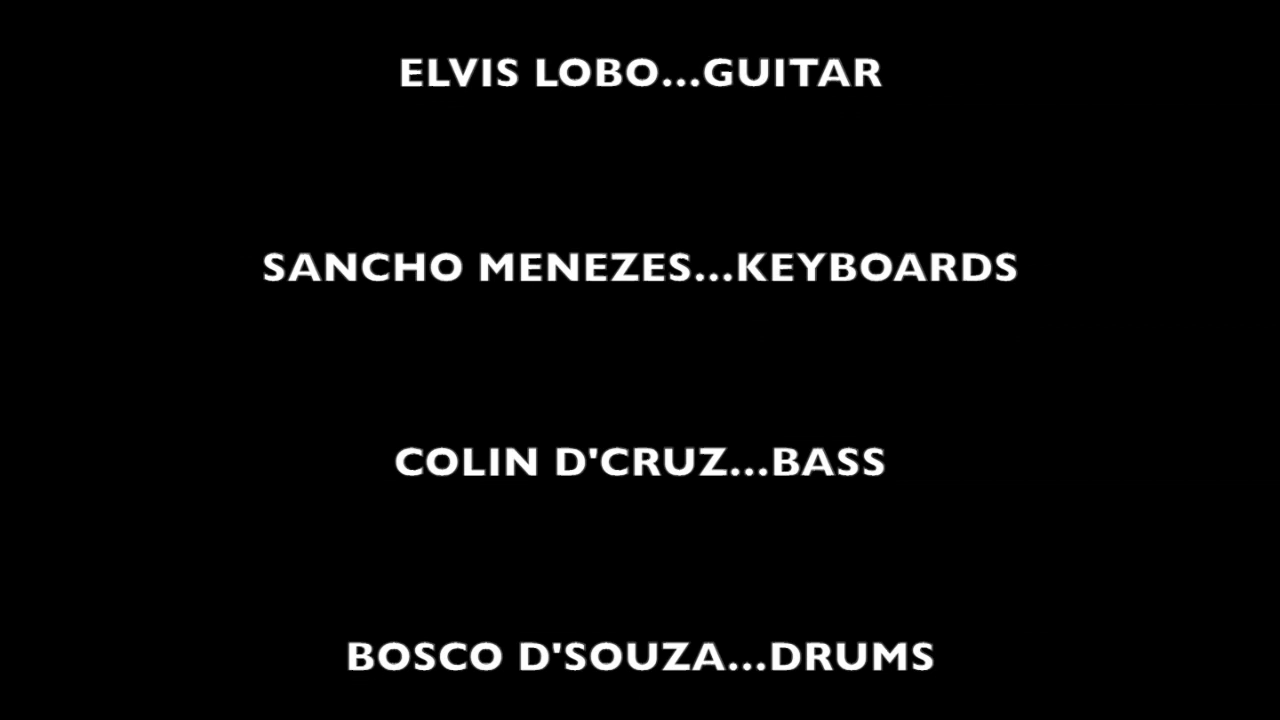 ELVIS LOBO...GUITAR
SANCHO MENEZES...KEYBOARDS
COLIN D'CRUZ...BASS
BOSCO D'SOUZA...DRUMS